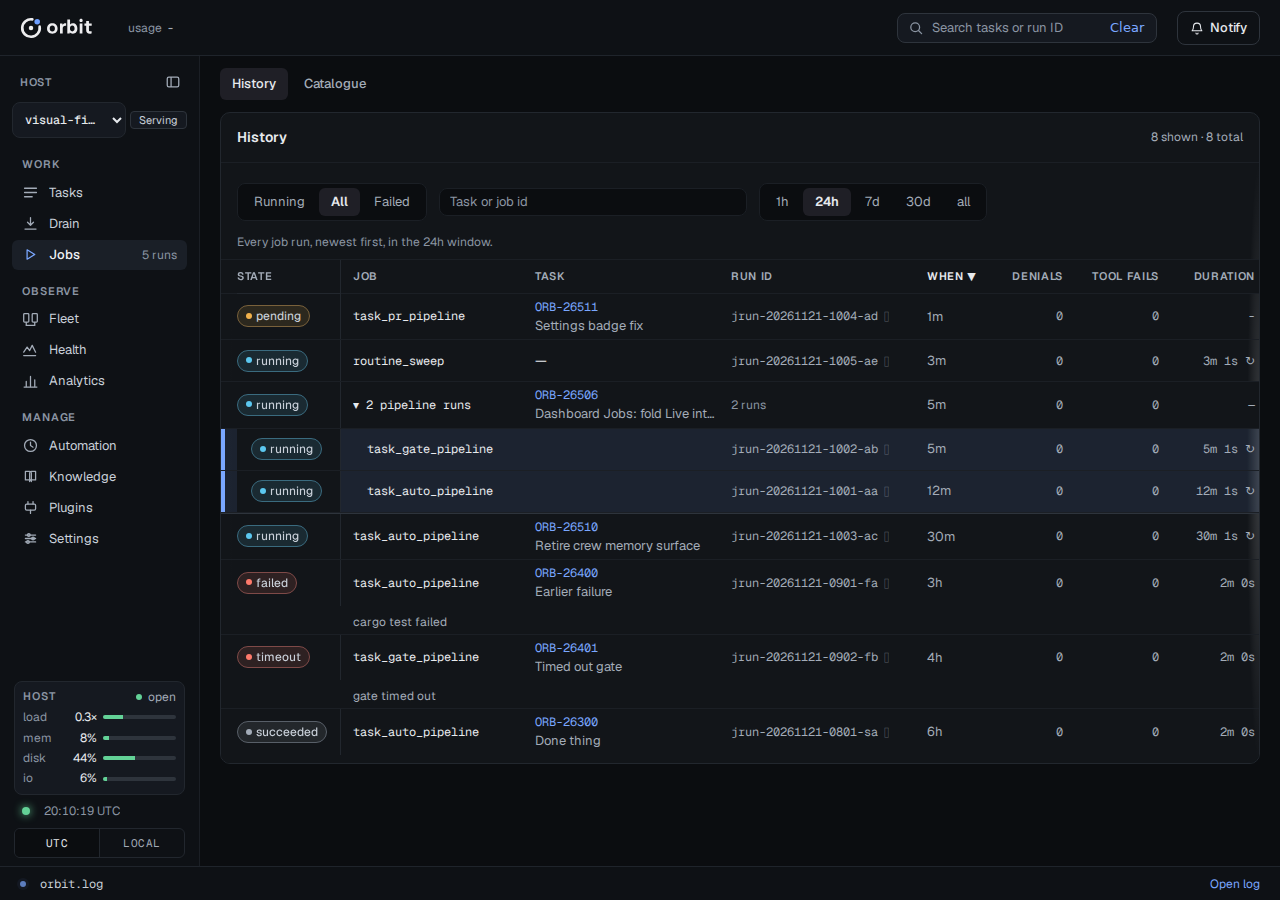 orbit
usage -
Search tasks or run ID
Clear
Notify
HOST
visual-fi…
Serving
WORK
Tasks
Drain
Jobs 5 runs
OBSERVE
Fleet
Health
Analytics
MANAGE
Automation
Knowledge
Plugins
Settings
HOST open
load 0.3×
mem 8%
disk 44%
io 6%
20:10:19 UTC
UTC LOCAL
History Catalogue
History 8 shown · 8 total
Running All Failed Task or job id 1h 24h 7d 30d all
Every job run, newest first, in the 24h window.
STATE JOB TASK RUN ID WHEN ▼ DENIALS TOOL FAILS DURATION
pending task_pr_pipeline ORB-26511 jrun-20261121-1004-ad 1m 0 0 –
Settings badge fix
running routine_sweep — jrun-20261121-1005-ae 3m 0 0 3m 1s ↻
running ▾ 2 pipeline runs ORB-26506 2 runs 5m 0 0 –
Dashboard Jobs: fold Live int…
running task_gate_pipeline jrun-20261121-1002-ab 5m 0 0 5m 1s ↻
running task_auto_pipeline jrun-20261121-1001-aa 12m 0 0 12m 1s ↻
running task_auto_pipeline ORB-26510 jrun-20261121-1003-ac 30m 0 0 30m 1s ↻
Retire crew memory surface
failed task_auto_pipeline ORB-26400 jrun-20261121-0901-fa 3h 0 0 2m 0s
Earlier failure
cargo test failed
timeout task_gate_pipeline ORB-26401 jrun-20261121-0902-fb 4h 0 0 2m 0s
Timed out gate
gate timed out
succeeded task_auto_pipeline ORB-26300 jrun-20261121-0801-sa 6h 0 0 2m 0s
Done thing
orbit.log Open log